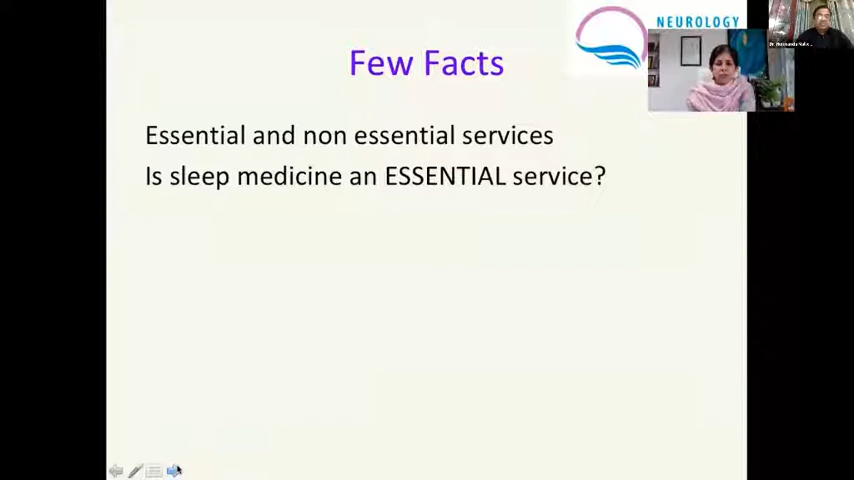 NEUROLOGY
Few Facts
Essential and non essential services
Is sleep medicine an ESSENTIAL service?